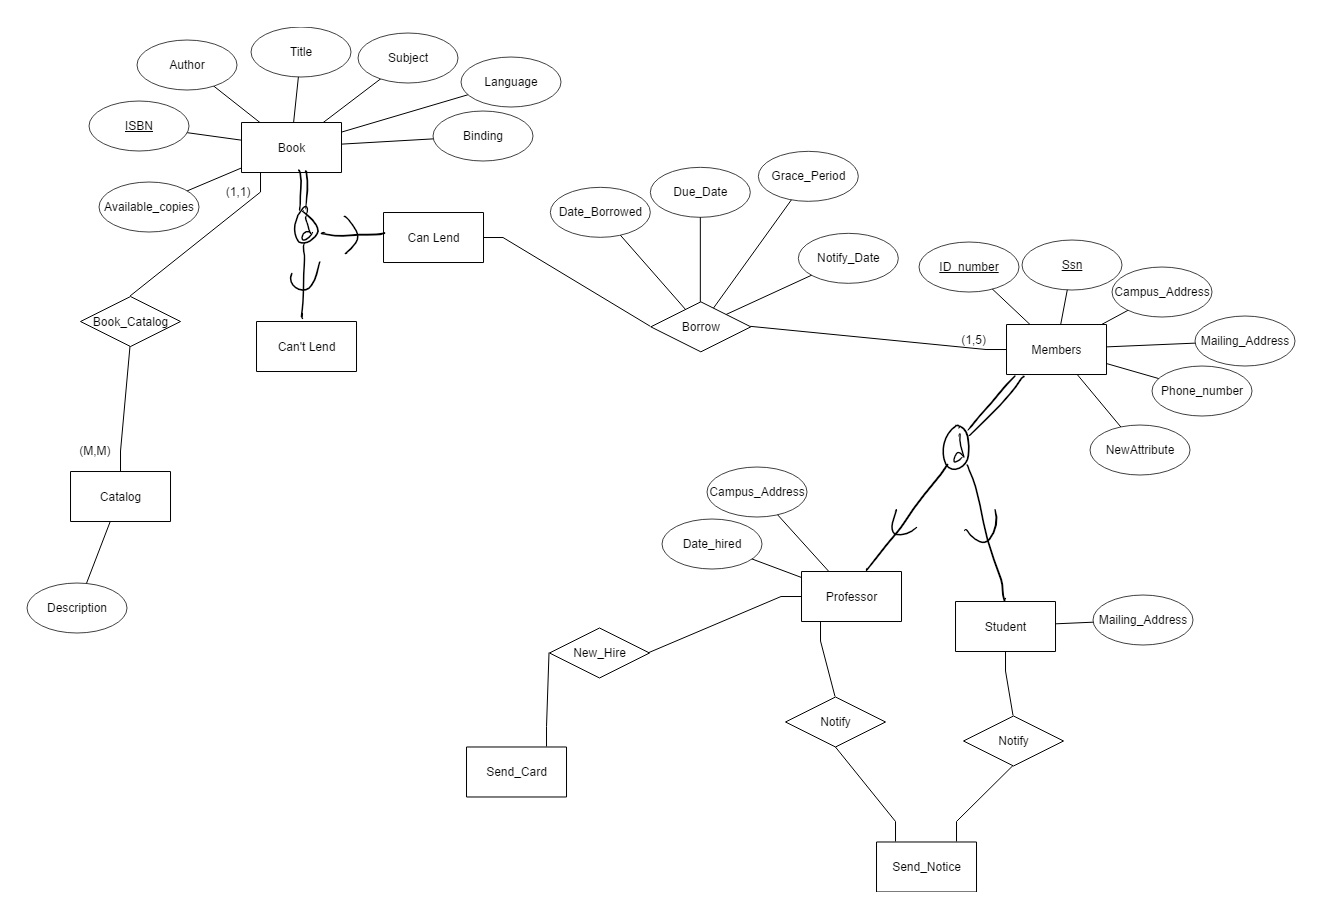 Title
Subject
Author
Language
ISBN
Binding
Book
Available_copies
(1,1)
Grace_Period
Due_Date
Date_Borrowed
d
Can Lend
Notify_Date
ID_number
Ssn
Campus_Address
Book_Catalog
Borrow
(1,5)
Members
Mailing_Address
Can't Lend
Phone_number
(M,M)
d
NewAttribute
Catalog
Campus_Address
Date_hired
Description
Professor
Student
Mailing_Address
New_Hire
Notify
Notify
Send_Card
Send_Notice